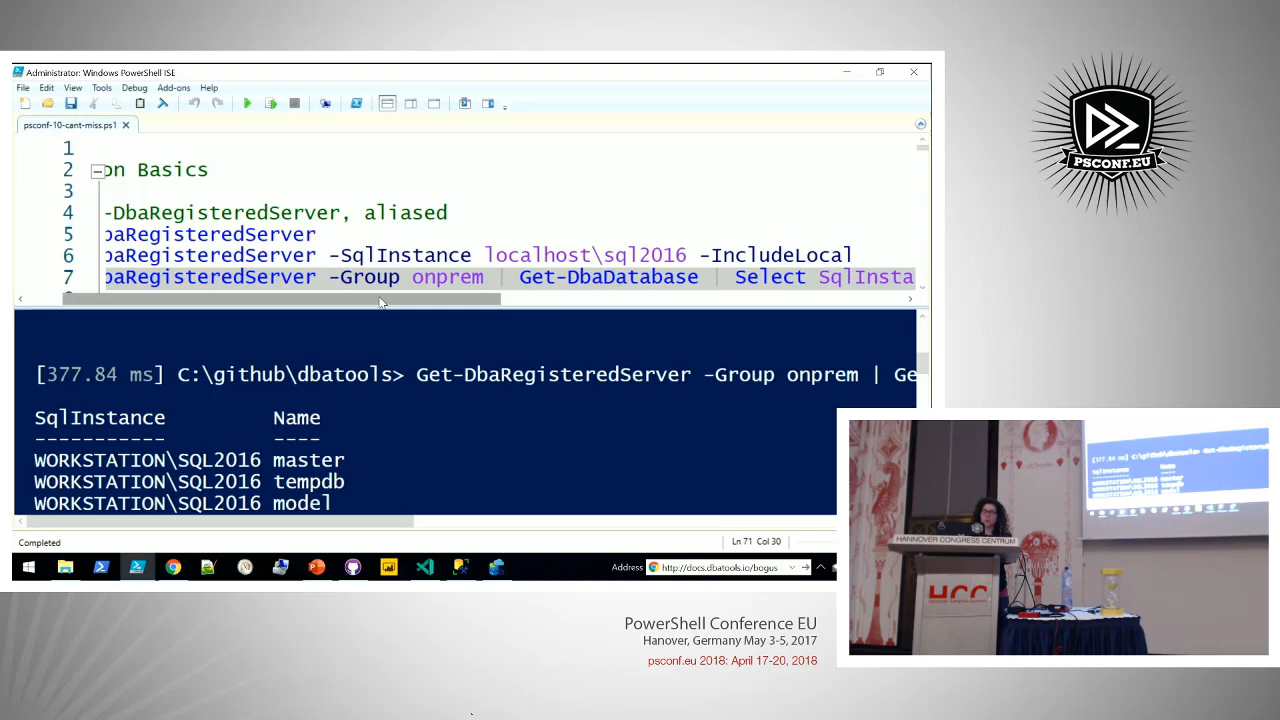 Administrator: Windows PowerShell ISE
File Edit View Tools Debug Add-ons Help
psconf-10-cant-miss.ps1
1
2 on Basics
3
4 -DbaRegisteredServer, aliased
5 baRegisteredServer
6 baRegisteredServer -SqlInstance localhost\sql2016 -IncludeLocal
7 baRegisteredServer -Group onprem | Get-DbaDatabase | Select SqlInsta
[377.84 ms] C:\github\dbatools> Get-DbaRegisteredServer -Group onprem | Ge
SqlInstance Name
----------- ----
WORKSTATION\SQL2016 master
WORKSTATION\SQL2016 tempdb
WORKSTATION\SQL2016 model
Completed
Ln 71 Col 30
Address http://docs.dbatools.io/bogus
PSCONF.EU
HANNOVER CONGRESS CENTRUM
HCC
PowerShell Conference EU
Hanover, Germany May 3-5, 2017
psconf.eu 2018: April 17-20, 2018